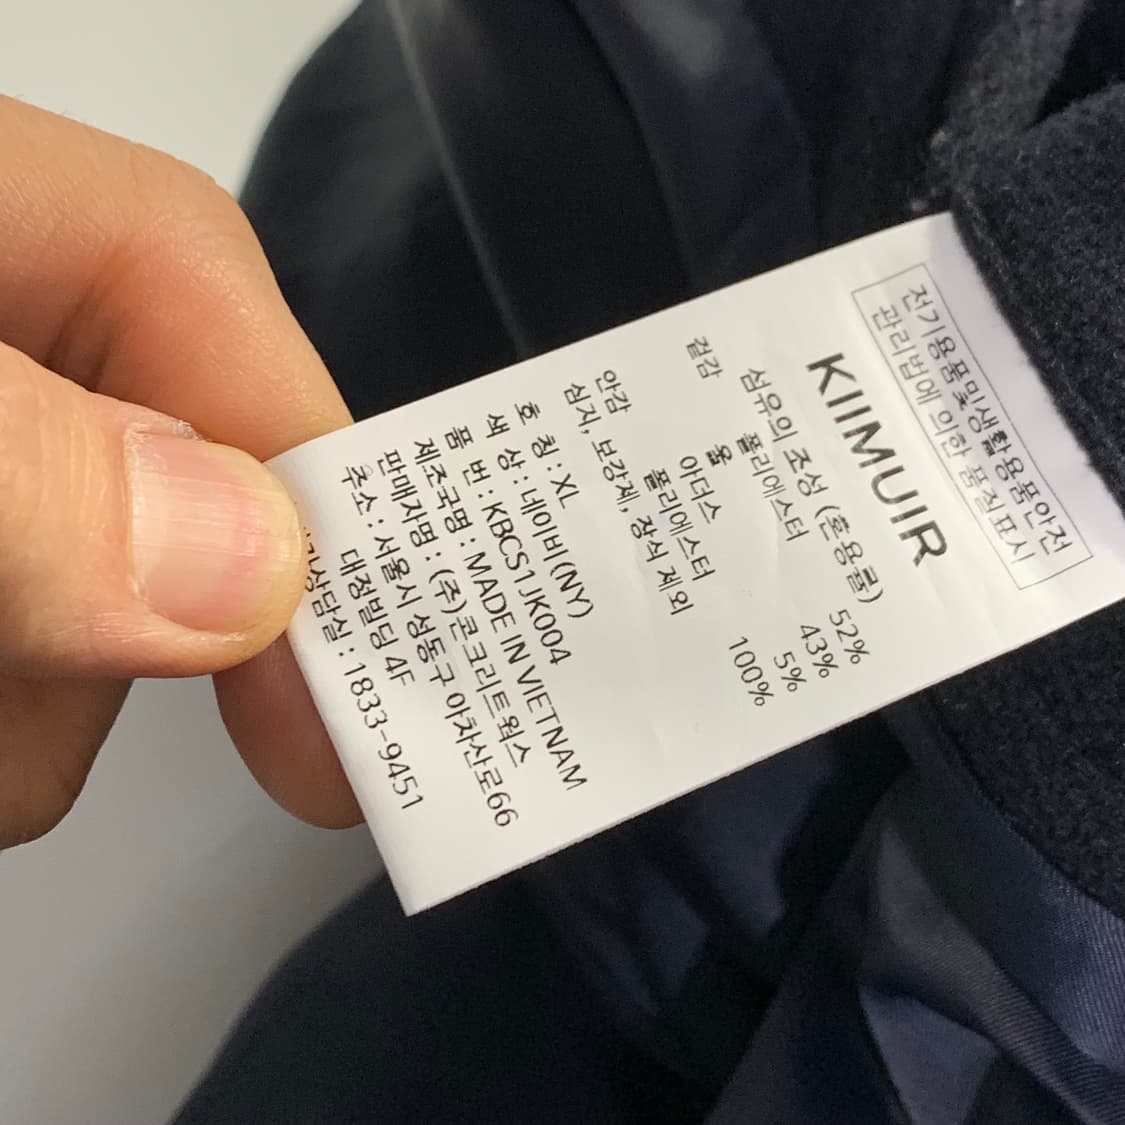 전기용품및생활용품안전
관리법에 의한 품질표시
KIIMUIR
섬유의 조성 (혼용률)
겉감 폴리에스터 52%
울 43%
아더스 5%
안감 폴리에스터 100%
심지, 보강제, 장식 제외
호 칭 : XL
색 상 : 네이비(NY)
품 번 : KBCS1JK004
제조국명 : MADE IN VIETNAM
판매자명 : (주)콘크리트웍스
주소 : 서울시 성동구 아차산로66
대정빌딩 4F
상담실 : 1833-9451